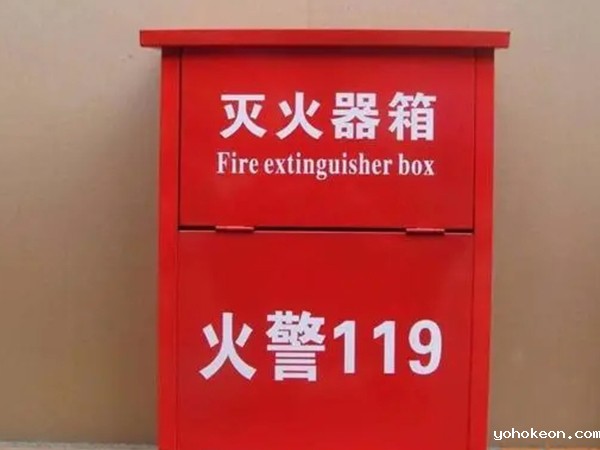 灭火器箱
Fire extinguisher box
火警119
yohokeon.com